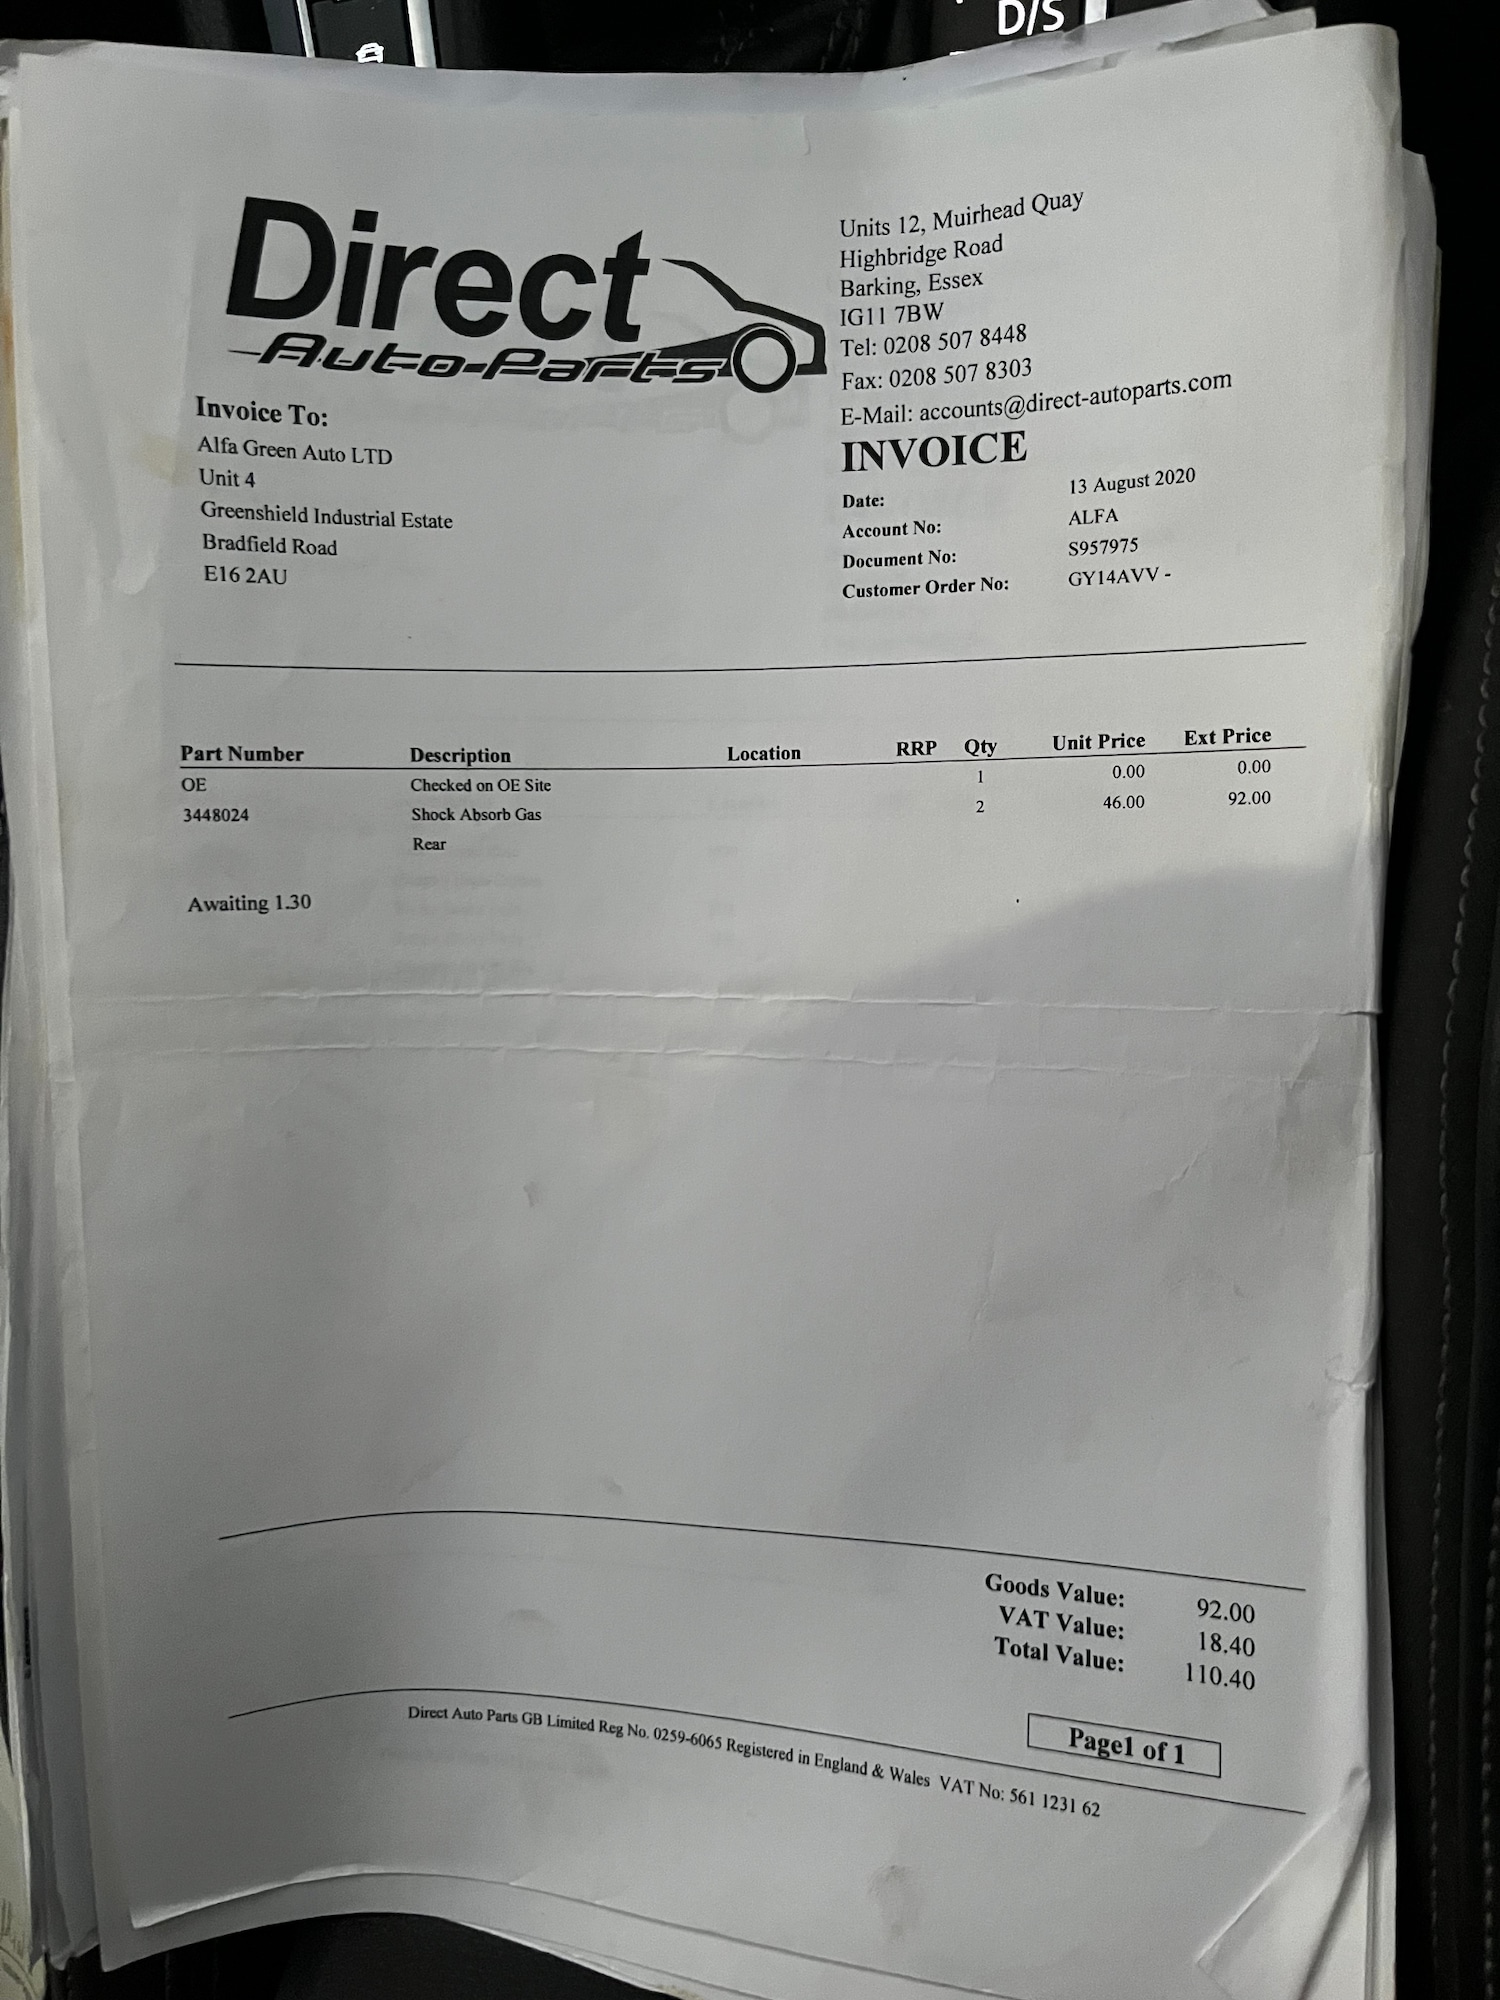 D/S
Direct
Auto-Parts
Units 12, Muirhead Quay
Highbridge Road
Barking, Essex
IG11 7BW
Tel: 0208 507 8448
Fax: 0208 507 8303
E-Mail: accounts@direct-autoparts.com
Invoice To:
Alfa Green Auto LTD
Unit 4
Greenshield Industrial Estate
Bradfield Road
E16 2AU
INVOICE
Date: 13 August 2020
Account No: ALFA
Document No: S957975
Customer Order No: GY14AVV -
Part Number Description Location RRP Qty Unit Price Ext Price
OE Checked on OE Site 1 0.00 0.00
3448024 Shock Absorb Gas 2 46.00 92.00
Rear
Awaiting 1.30
Goods Value: 92.00
VAT Value: 18.40
Total Value: 110.40
Page1 of 1
Direct Auto Parts GB Limited Reg No. 0259-6065 Registered in England & Wales VAT No: 561 1231 62